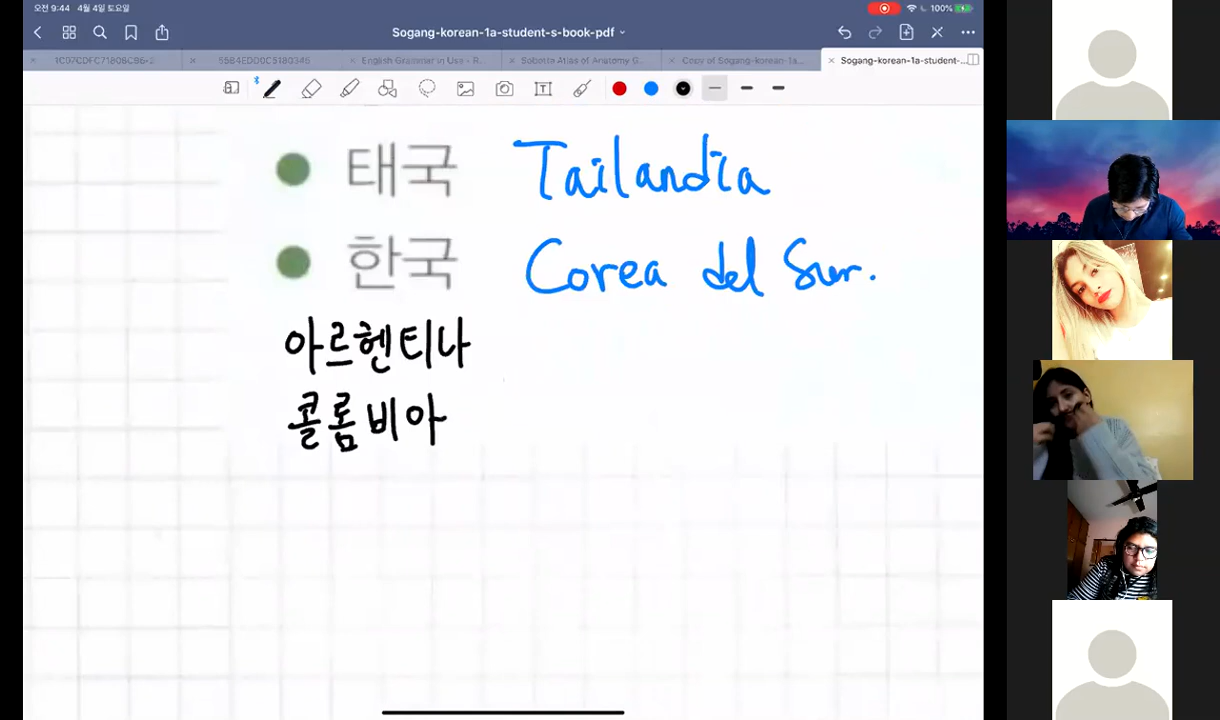 오전 9:44 4월 4일 토요일
100%
Sogang-korean-1a-student-s-book-pdf
English Grammar in Use - R...
Sobotta Atlas of Anatomy G...
Copy of Sogang-korean-1a...
Sogang-korean-1a-student-...
태국 Tailandia
한국 Corea del Sur.
아르헨티나
콜롬비아